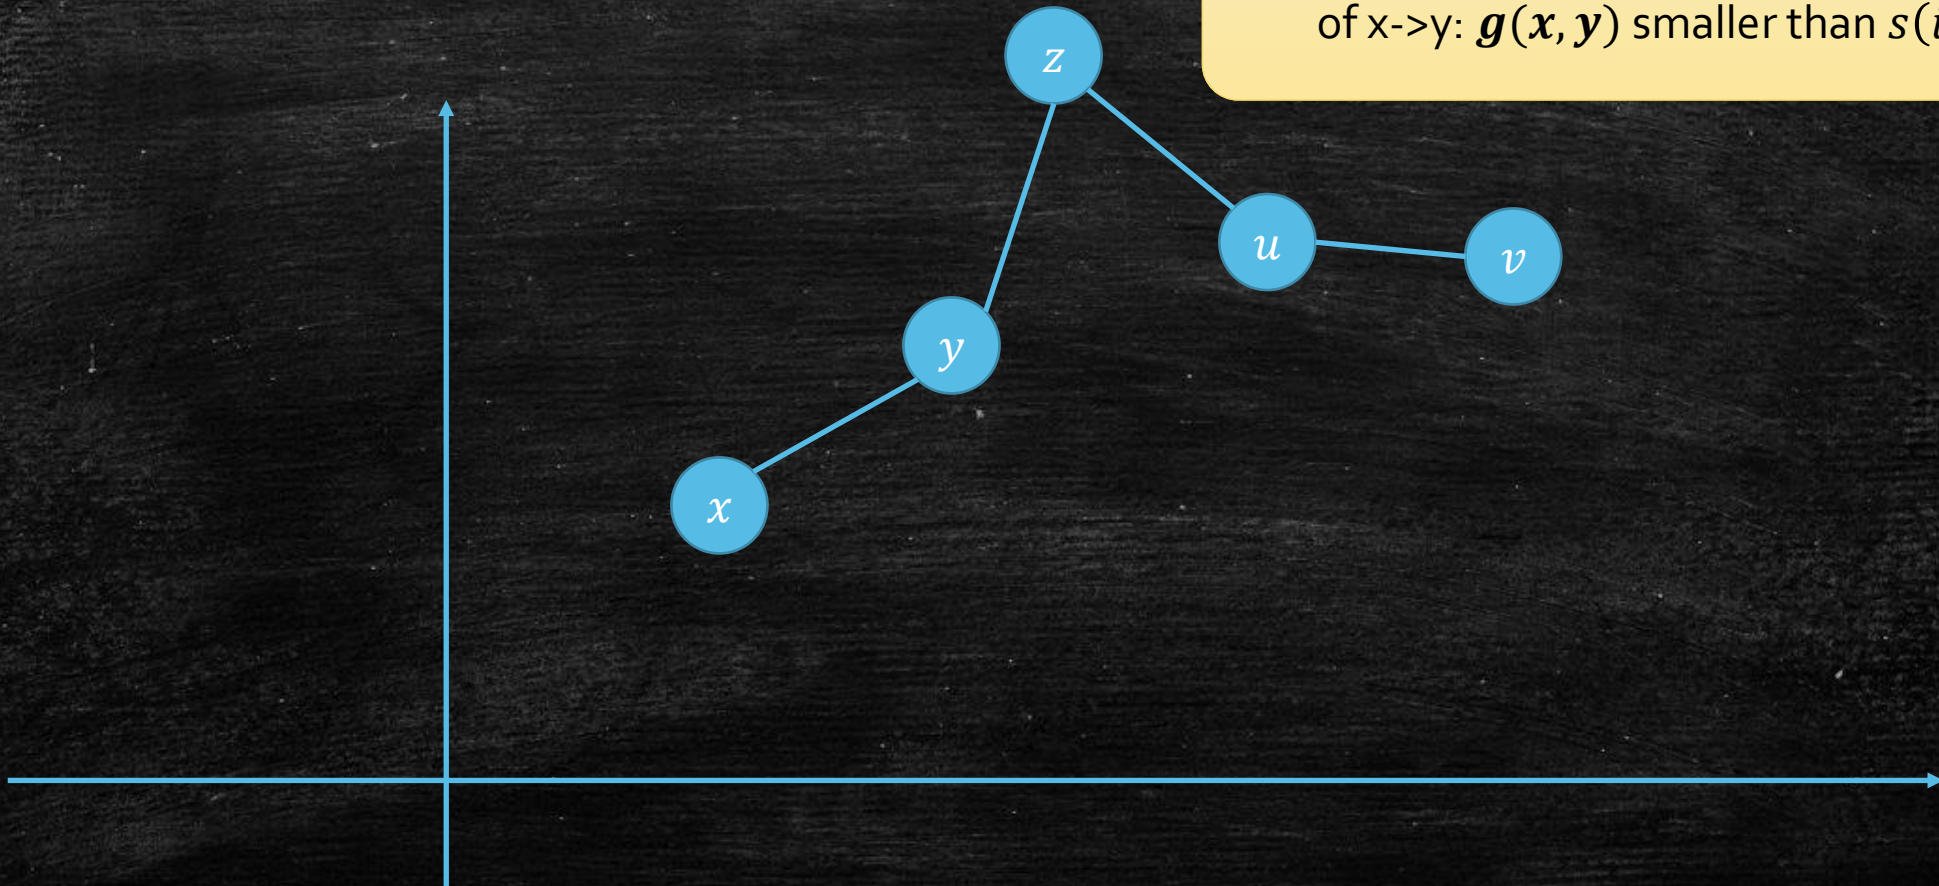 of x->y: g(x, y) smaller than s(
z
u
v
y
x